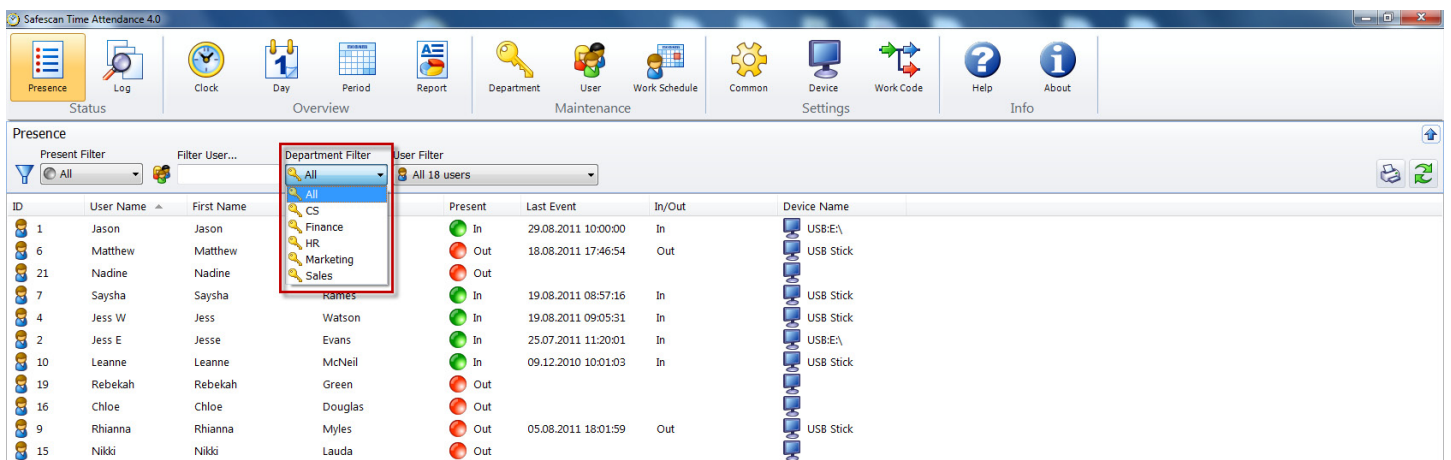 Safescan Time Attendance 4.0
Presence Log Clock Day Period Report Department User Work Schedule Common Device Work Code Help About
Status Overview Maintenance Settings Info
Presence
Present Filter Filter User... Department Filter User Filter
All All All 18 users
All
CS
Finance
HR
Marketing
Sales
ID User Name First Name Present Last Event In/Out Device Name
1 Jason Jason In 29.08.2011 10:00:00 In USB:E:\
6 Matthew Matthew Out 18.08.2011 17:46:54 Out USB Stick
21 Nadine Nadine Out
7 Saysha Saysha Rames In 19.08.2011 08:57:16 In USB Stick
4 Jess W Jess Watson In 19.08.2011 09:05:31 In USB Stick
2 Jess E Jesse Evans In 25.07.2011 11:20:01 In USB:E:\
10 Leanne Leanne McNeil In 09.12.2010 10:01:03 In USB Stick
19 Rebekah Rebekah Green Out
16 Chloe Chloe Douglas Out
9 Rhianna Rhianna Myles Out 05.08.2011 18:01:59 Out USB Stick
15 Nikki Nikki Lauda Out